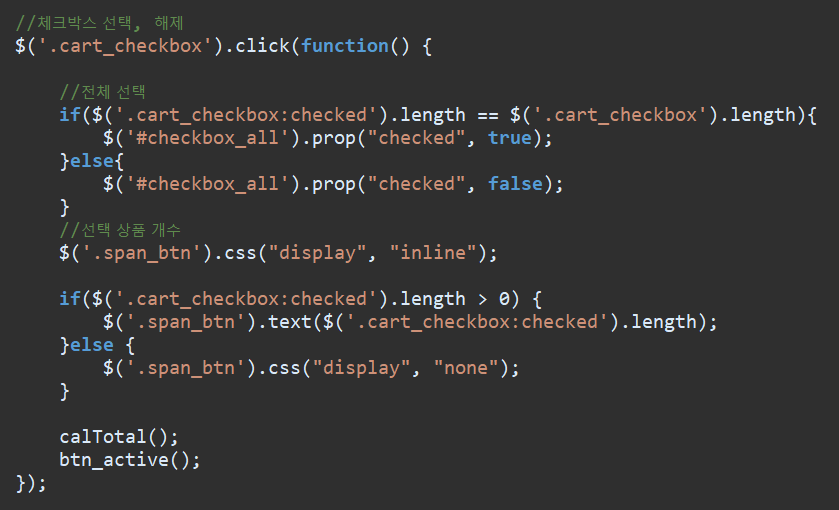 //체크박스 선택, 해제
$('.cart_checkbox').click(function() {
//전체 선택
if($('.cart_checkbox:checked').length == $('.cart_checkbox').length){
$('#checkbox_all').prop("checked", true);
}else{
$('#checkbox_all').prop("checked", false);
}
//선택 상품 개수
$('.span_btn').css("display", "inline");
if($('.cart_checkbox:checked').length > 0) {
$('.span_btn').text($('.cart_checkbox:checked').length);
}else {
$('.span_btn').css("display", "none");
}
calTotal();
btn_active();
});